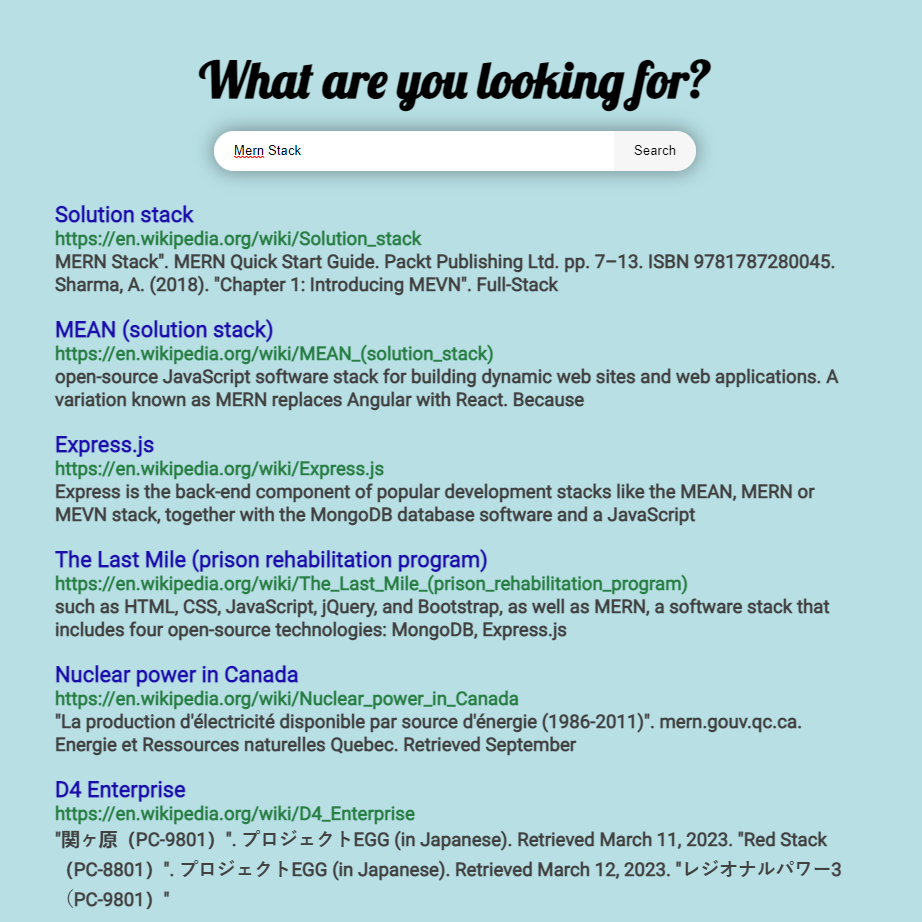 What are you looking for?
Mern Stack
Search
Solution stack
https://en.wikipedia.org/wiki/Solution_stack
MERN Stack". MERN Quick Start Guide. Packt Publishing Ltd. pp. 7–13. ISBN 9781787280045.
Sharma, A. (2018). "Chapter 1: Introducing MEVN". Full-Stack
MEAN (solution stack)
https://en.wikipedia.org/wiki/MEAN_(solution_stack)
open-source JavaScript software stack for building dynamic web sites and web applications. A
variation known as MERN replaces Angular with React. Because
Express.js
https://en.wikipedia.org/wiki/Express.js
Express is the back-end component of popular development stacks like the MEAN, MERN or
MEVN stack, together with the MongoDB database software and a JavaScript
The Last Mile (prison rehabilitation program)
https://en.wikipedia.org/wiki/The_Last_Mile_(prison_rehabilitation_program)
such as HTML, CSS, JavaScript, jQuery, and Bootstrap, as well as MERN, a software stack that
includes four open-source technologies: MongoDB, Express.js
Nuclear power in Canada
https://en.wikipedia.org/wiki/Nuclear_power_in_Canada
"La production d'électricité disponible par source d'énergie (1986-2011)". mern.gouv.qc.ca.
Energie et Ressources naturelles Quebec. Retrieved September
D4 Enterprise
https://en.wikipedia.org/wiki/D4_Enterprise
"関ヶ原（PC-9801）". プロジェクトEGG (in Japanese). Retrieved March 11, 2023. "Red Stack
（PC-8801）". プロジェクトEGG (in Japanese). Retrieved March 12, 2023. "レジオナルパワー3
（PC-9801）"